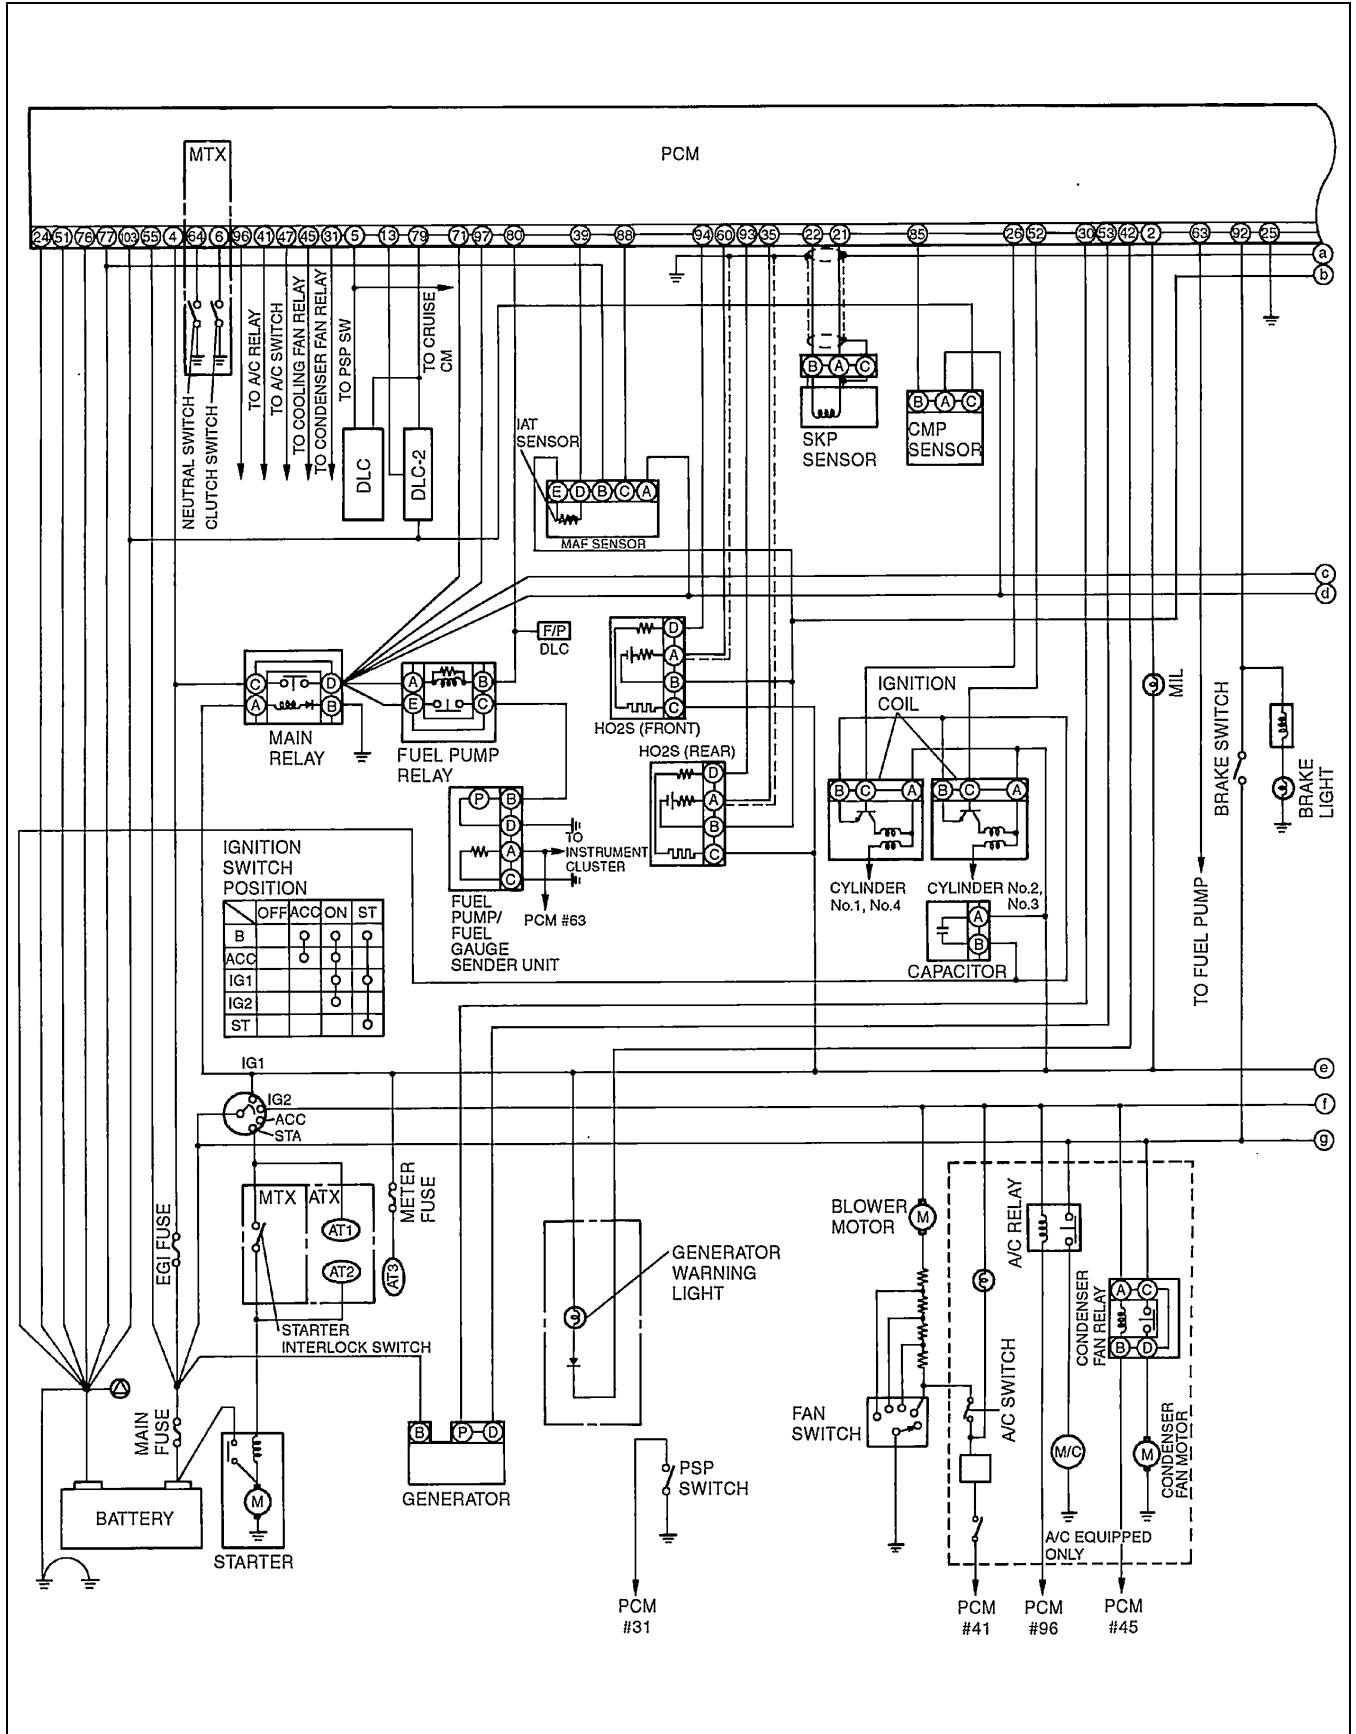 PCM
MTX
24 51 76 77 103 55 4 64 6 96 41 47 45 31 5 13 79 71 97 80 39 88 94 60 93 35 22 21 85 26 52 30 53 42 2 63 92 25
a
b
NEUTRAL SWITCH
CLUTCH SWITCH
TO A/C RELAY
TO A/C SWITCH
TO COOLING FAN RELAY
TO CONDENSER FAN RELAY
TO PSP SW
TO CRUISE
CM
DLC
DLC-2
IAT
SENSOR
E D B C A
MAF SENSOR
B A C
SKP
SENSOR
B A C
CMP
SENSOR
c
d
C D
A B
MAIN
RELAY
A B
E C
FUEL PUMP
RELAY
F/P
DLC
D
A
B
C
HO2S (FRONT)
HO2S (REAR)
D
A
B
C
IGNITION
COIL
B C A
B C A
CYLINDER
No.1, No.4
CYLINDER No.2,
No.3
A
B
CAPACITOR
MIL
TO FUEL PUMP
BRAKE SWITCH
BRAKE
LIGHT
P B
D
A
C
TO
INSTRUMENT
CLUSTER
PCM #63
FUEL
PUMP/
FUEL
GAUGE
SENDER UNIT
IGNITION
SWITCH
POSITION
OFF ACC ON ST
B
ACC
IG1
IG2
ST
IG1
IG2
ACC
STA
e
f
g
EGI FUSE
MTX ATX
AT1
AT2
METER
FUSE
AT3
STARTER
INTERLOCK SWITCH
MAIN
FUSE
BATTERY
M
STARTER
B P D
GENERATOR
GENERATOR
WARNING
LIGHT
PSP
SWITCH
PCM
#31
BLOWER
MOTOR
M
FAN
SWITCH
A/C RELAY
A/C SWITCH
M/C
CONDENSER
FAN RELAY
A C
B D
M
CONDENSER
FAN MOTOR
A/C EQUIPPED
ONLY
PCM
#41
PCM
#96
PCM
#45